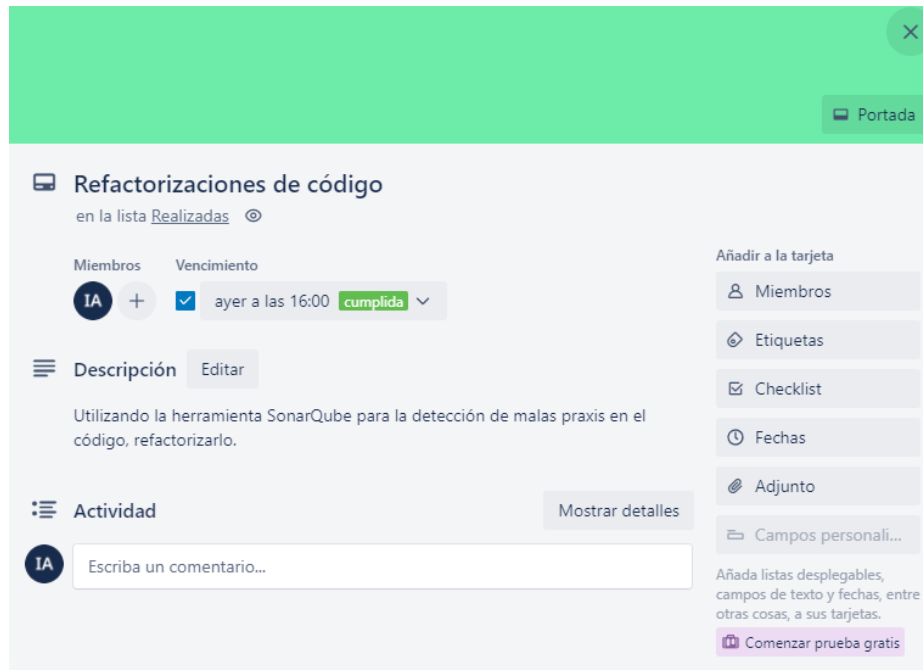 Portada
Refactorizaciones de código
en la lista Realizadas
Miembros Vencimiento
IA
ayer a las 16:00 cumplida
Descripción Editar
Utilizando la herramienta SonarQube para la detección de malas praxis en el
código, refactorizarlo.
Actividad Mostrar detalles
IA Escriba un comentario...
Añadir a la tarjeta
Miembros
Etiquetas
Checklist
Fechas
Adjunto
Campos personali...
Añada listas desplegables,
campos de texto y fechas, entre
otras cosas, a sus tarjetas.
Comenzar prueba gratis